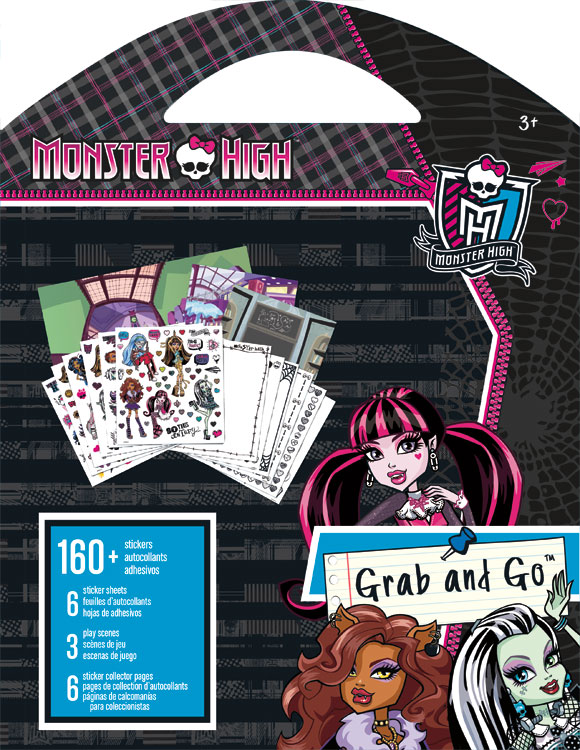 3+
MONSTER HIGH™
MONSTER HIGH
160+
stickers
autocollants
adhesivos
6
sticker sheets
feuilles d'autocollants
hojas de adhesivos
3
play scenes
scènes de jeu
escenas de juego
6
sticker collector pages
pages de collection d'autocollants
páginas de calcomanías
para coleccionistas
Grab and Go™